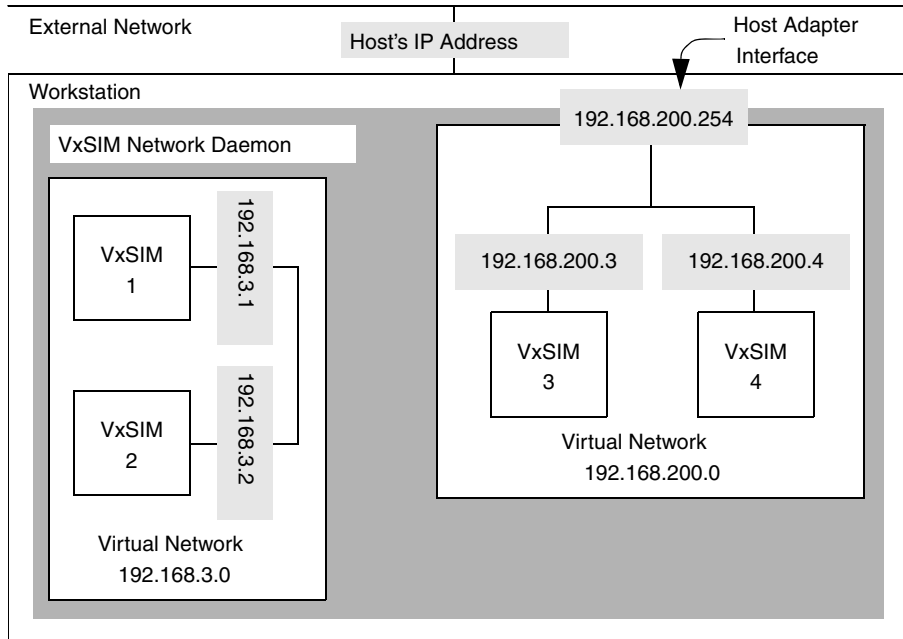 External Network
Host's IP Address
Host Adapter
Interface
Workstation
192.168.200.254
VxSIM Network Daemon
VxSIM
1
192.168.3.1
VxSIM
2
192.168.3.2
Virtual Network
192.168.3.0
192.168.200.3
192.168.200.4
VxSIM
3
VxSIM
4
Virtual Network
192.168.200.0